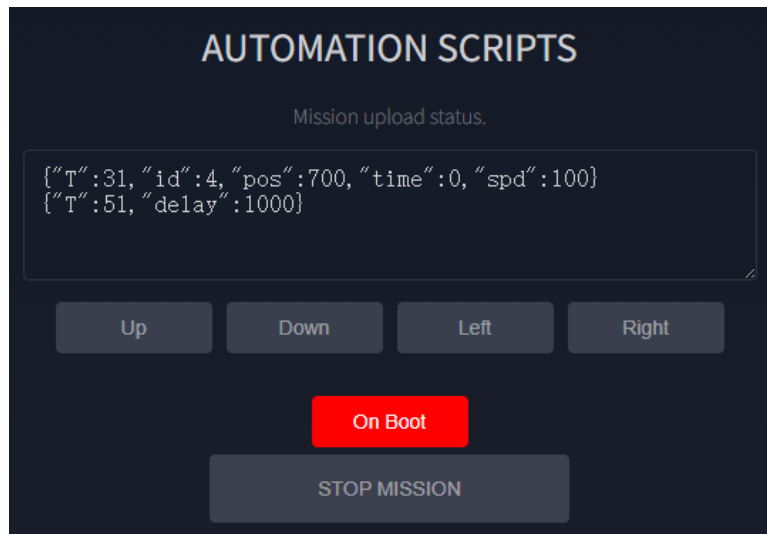 AUTOMATION SCRIPTS
Mission upload status.
{"T":31,"id":4,"pos":700,"time":0,"spd":100}
{"T":51,"delay":1000}
Up Down Left Right
On Boot
STOP MISSION